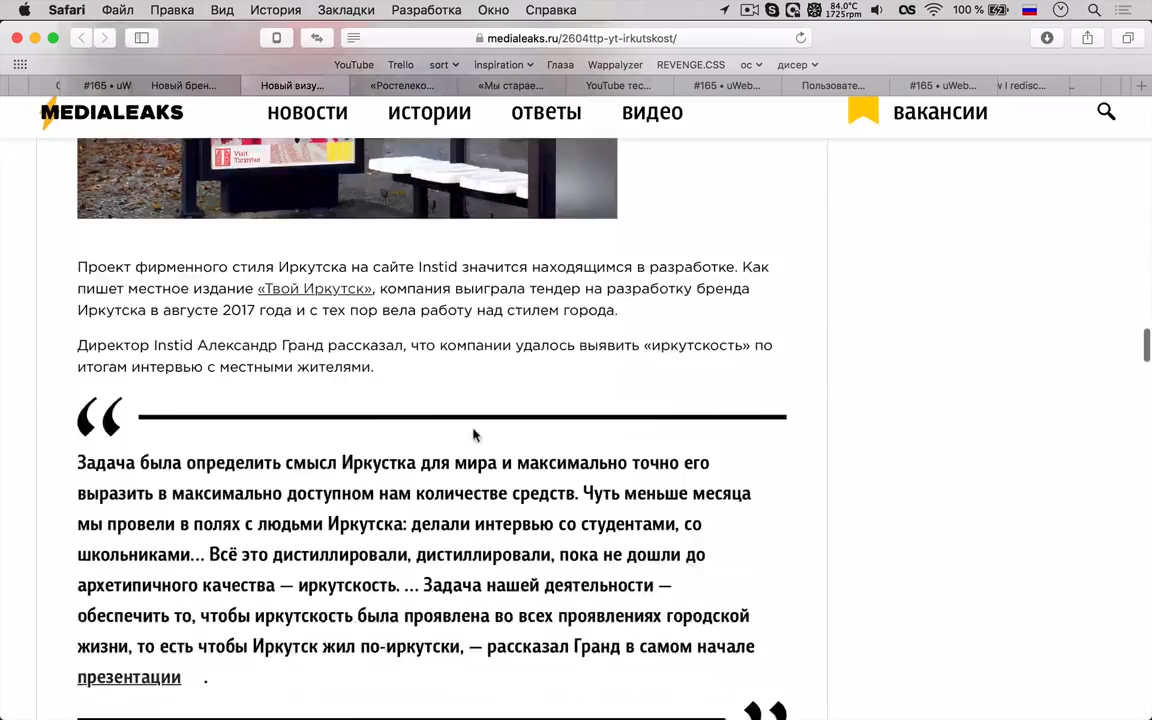 Safari Файл Правка Вид История Закладки Разработка Окно Справка 84.0°C 1725rpm 100 %
medialeaks.ru/2604ttp-yt-irkutskost/
YouTube Trello sort inspiration Глаза Wappalyzer REVENGE.CSS ос дисер
#165 • uW Новый брен... Новый визу... «Ростелеко... «Мы старае... YouTube тес... #165 • uWeb... Пользовате... #165 • uWeb... w I redisc...
MEDIALEAKS новости истории ответы видео вакансии
Visit
Tatarstan
Проект фирменного стиля Иркутска на сайте Instid значится находящимся в разработке. Как
пишет местное издание «Твой Иркутск», компания выиграла тендер на разработку бренда
Иркутска в августе 2017 года и с тех пор вела работу над стилем города.
Директор Instid Александр Гранд рассказал, что компании удалось выявить «иркутскость» по
итогам интервью с местными жителями.
Задача была определить смысл Иркустка для мира и максимально точно его
выразить в максимально доступном нам количестве средств. Чуть меньше месяца
мы провели в полях с людьми Иркутска: делали интервью со студентами, со
школьниками... Всё это дистиллировали, дистиллировали, пока не дошли до
архетипичного качества — иркутскость. ... Задача нашей деятельности —
обеспечить то, чтобы иркутскость была проявлена во всех проявлениях городской
жизни, то есть чтобы Иркутск жил по-иркутски, — рассказал Гранд в самом начале
презентации .